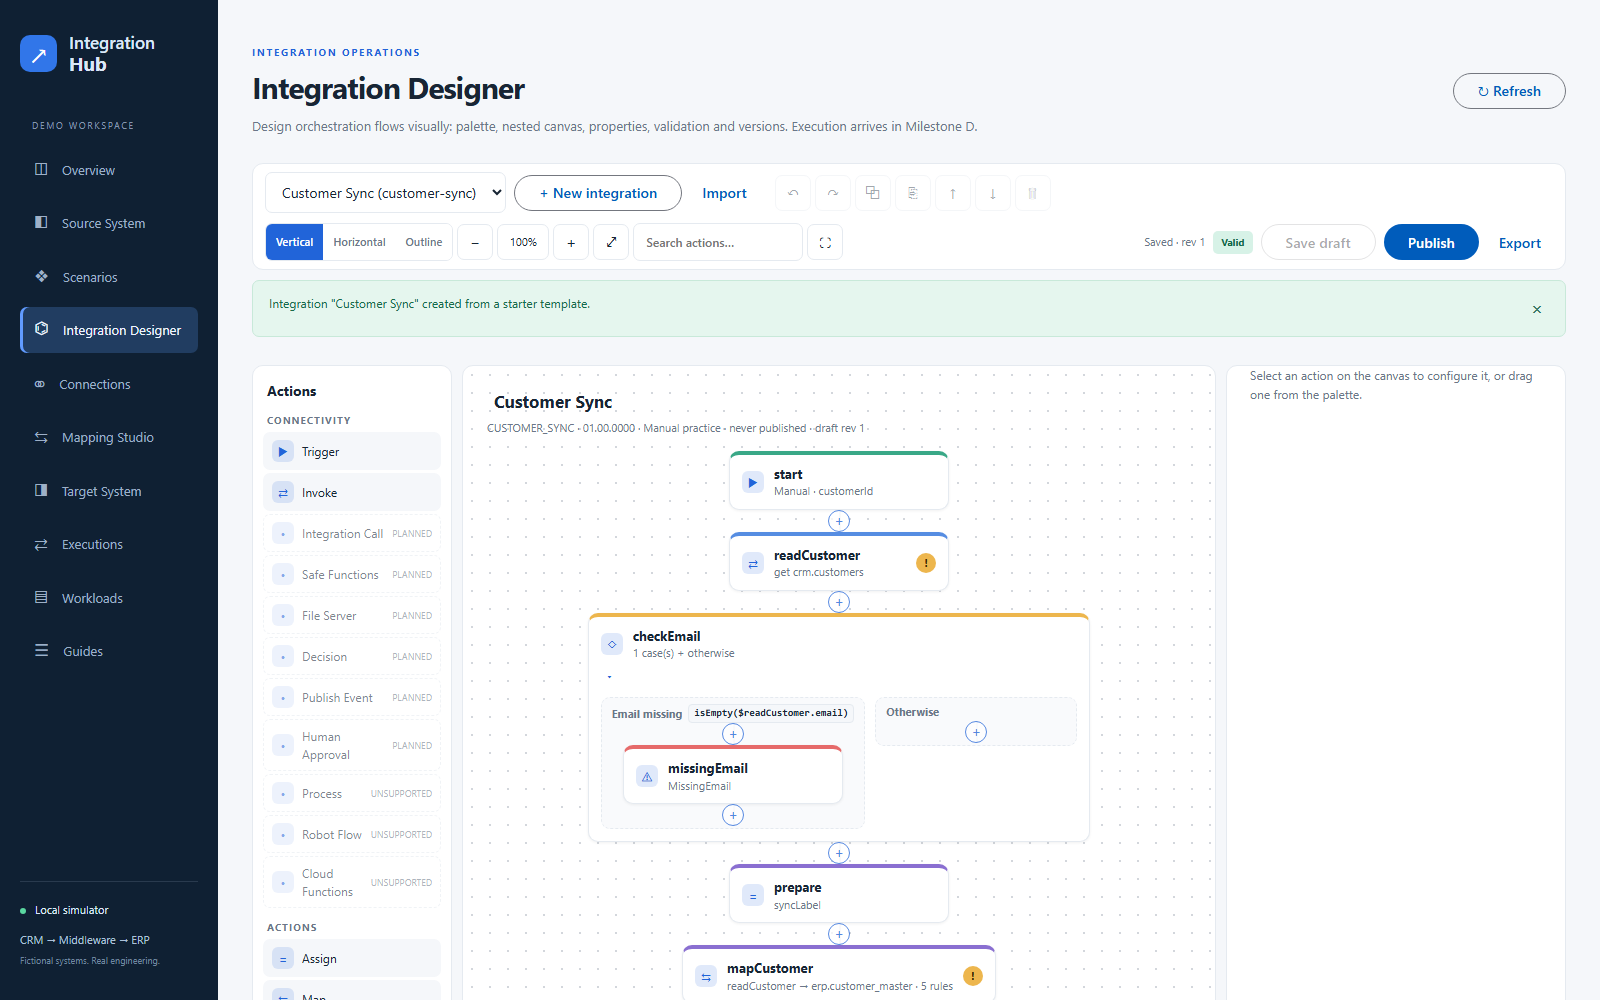 Integration
Hub
DEMO WORKSPACE
Overview
Source System
Scenarios
Integration Designer
Connections
Mapping Studio
Target System
Executions
Workloads
Guides
Local simulator
CRM → Middleware → ERP
Fictional systems. Real engineering.
INTEGRATION OPERATIONS
Integration Designer
Design orchestration flows visually: palette, nested canvas, properties, validation and versions. Execution arrives in Milestone D.
↻ Refresh
Customer Sync (customer-sync)
+ New integration
Import
Vertical
Horizontal
Outline
−
100%
+
Search actions...
Saved · rev 1
Valid
Save draft
Publish
Export
Integration "Customer Sync" created from a starter template.
×
Actions
CONNECTIVITY
Trigger
Invoke
Integration Call PLANNED
Safe Functions PLANNED
File Server PLANNED
Decision PLANNED
Publish Event PLANNED
Human
Approval PLANNED
Process UNSUPPORTED
Robot Flow UNSUPPORTED
Cloud
Functions UNSUPPORTED
ACTIONS
= Assign
Map
Customer Sync
CUSTOMER_SYNC · 01.00.0000 · Manual practice · never published · draft rev 1
start
Manual · customerId
+
readCustomer
get crm.customers
!
+
checkEmail
1 case(s) + otherwise
Email missing isEmpty($readCustomer.email)
+
missingEmail
MissingEmail
+
Otherwise
+
+
= prepare
syncLabel
+
mapCustomer
readCustomer → erp.customer_master · 5 rules
!
Select an action on the canvas to configure it, or drag
one from the palette.